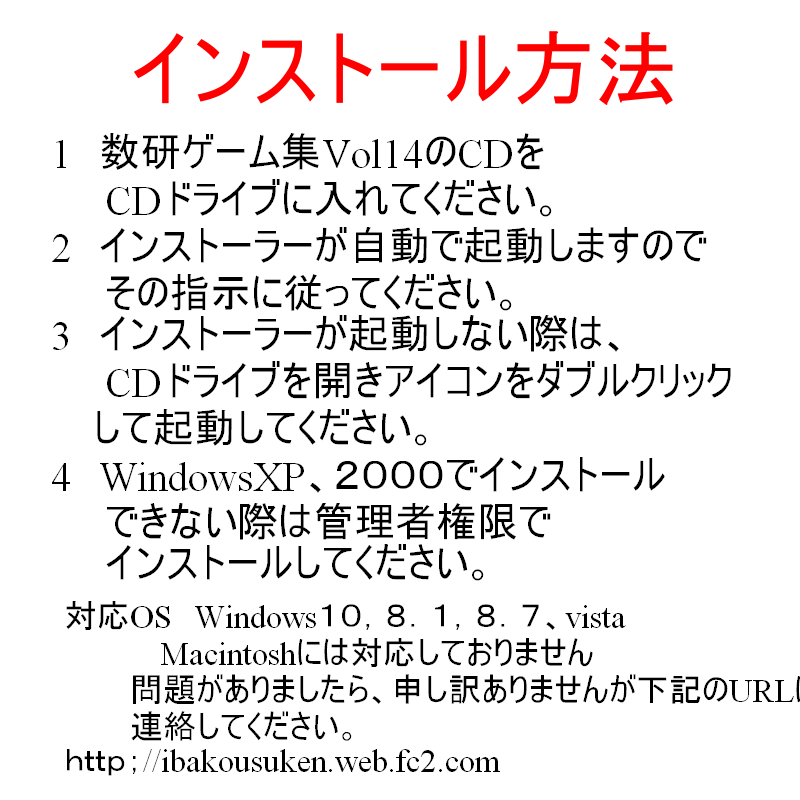 インストール方法
1 数研ゲーム集Vol14のCDを
CDドライブに入れてください。
2 インストーラーが自動で起動しますので
その指示に従ってください。
3 インストーラーが起動しない際は、
CDドライブを開きアイコンをダブルクリック
して起動してください。
4 WindowsXP、２０００でインストール
できない際は管理者権限で
インストールしてください。
対応OS Windows１０，８．１，８．７、vista
Macintoshには対応しておりません
問題がありましたら、申し訳ありませんが下記のURLに
連絡してください。
ｈｔｔｐ；//ibakousuken.web.fc2.com